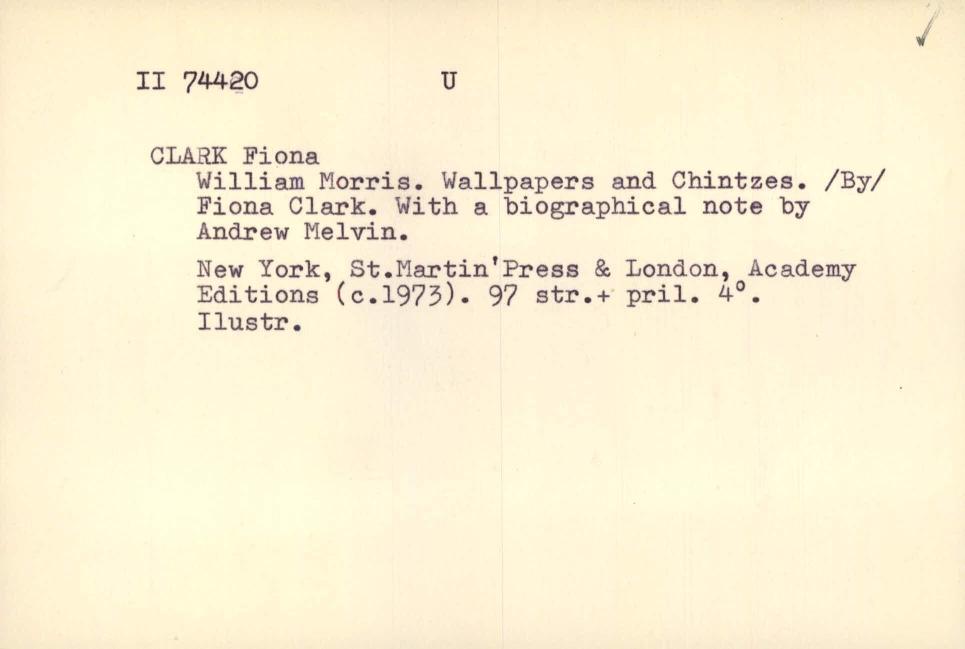 II 74420 U
CLARK Fiona
William Morris. Wallpapers and Chintzes. /By/
Fiona Clark. With a biographical note by
Andrew Melvin.
New York, St.Martin'Press & London, Academy
Editions (c.1973). 97 str.+ pril. 4°.
Ilustr.